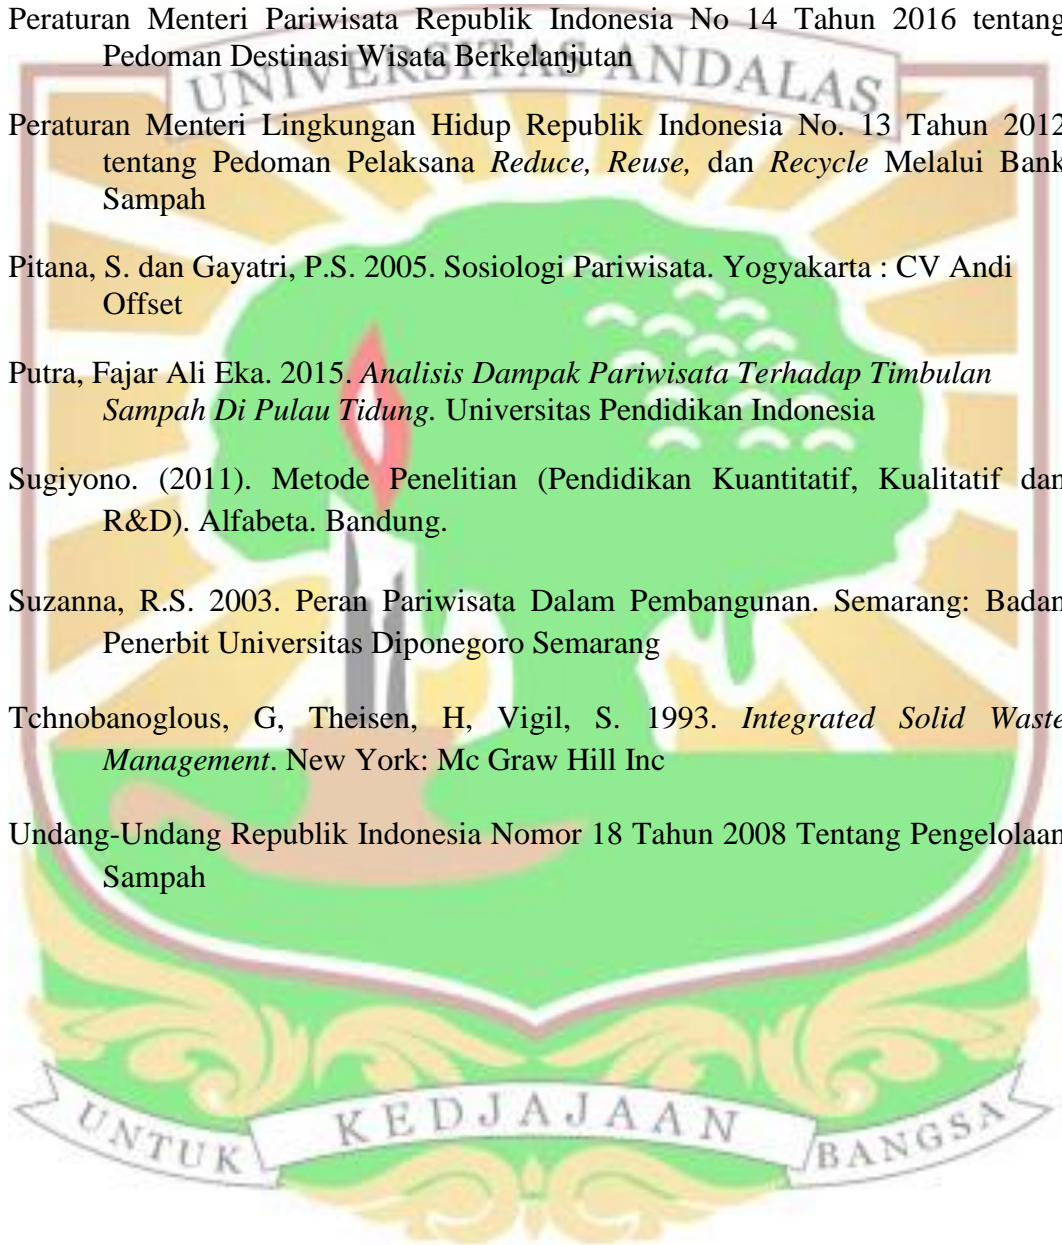 Peraturan Menteri Pariwisata Republik Indonesia No 14 Tahun 2016 tentang
Pedoman Destinasi Wisata Berkelanjutan
UNIVERSITAS ANDALAS
Peraturan Menteri Lingkungan Hidup Republik Indonesia No. 13 Tahun 2012
tentang Pedoman Pelaksana Reduce, Reuse, dan Recycle Melalui Bank
Sampah
Pitana, S. dan Gayatri, P.S. 2005. Sosiologi Pariwisata. Yogyakarta : CV Andi
Offset
Putra, Fajar Ali Eka. 2015. Analisis Dampak Pariwisata Terhadap Timbulan
Sampah Di Pulau Tidung. Universitas Pendidikan Indonesia
Sugiyono. (2011). Metode Penelitian (Pendidikan Kuantitatif, Kualitatif dan
R&D). Alfabeta. Bandung.
Suzanna, R.S. 2003. Peran Pariwisata Dalam Pembangunan. Semarang: Badan
Penerbit Universitas Diponegoro Semarang
Tchnobanoglous, G, Theisen, H, Vigil, S. 1993. Integrated Solid Waste
Management. New York: Mc Graw Hill Inc
Undang-Undang Republik Indonesia Nomor 18 Tahun 2008 Tentang Pengelolaan
Sampah
UNTUK KEDJAJAAN BANGSA